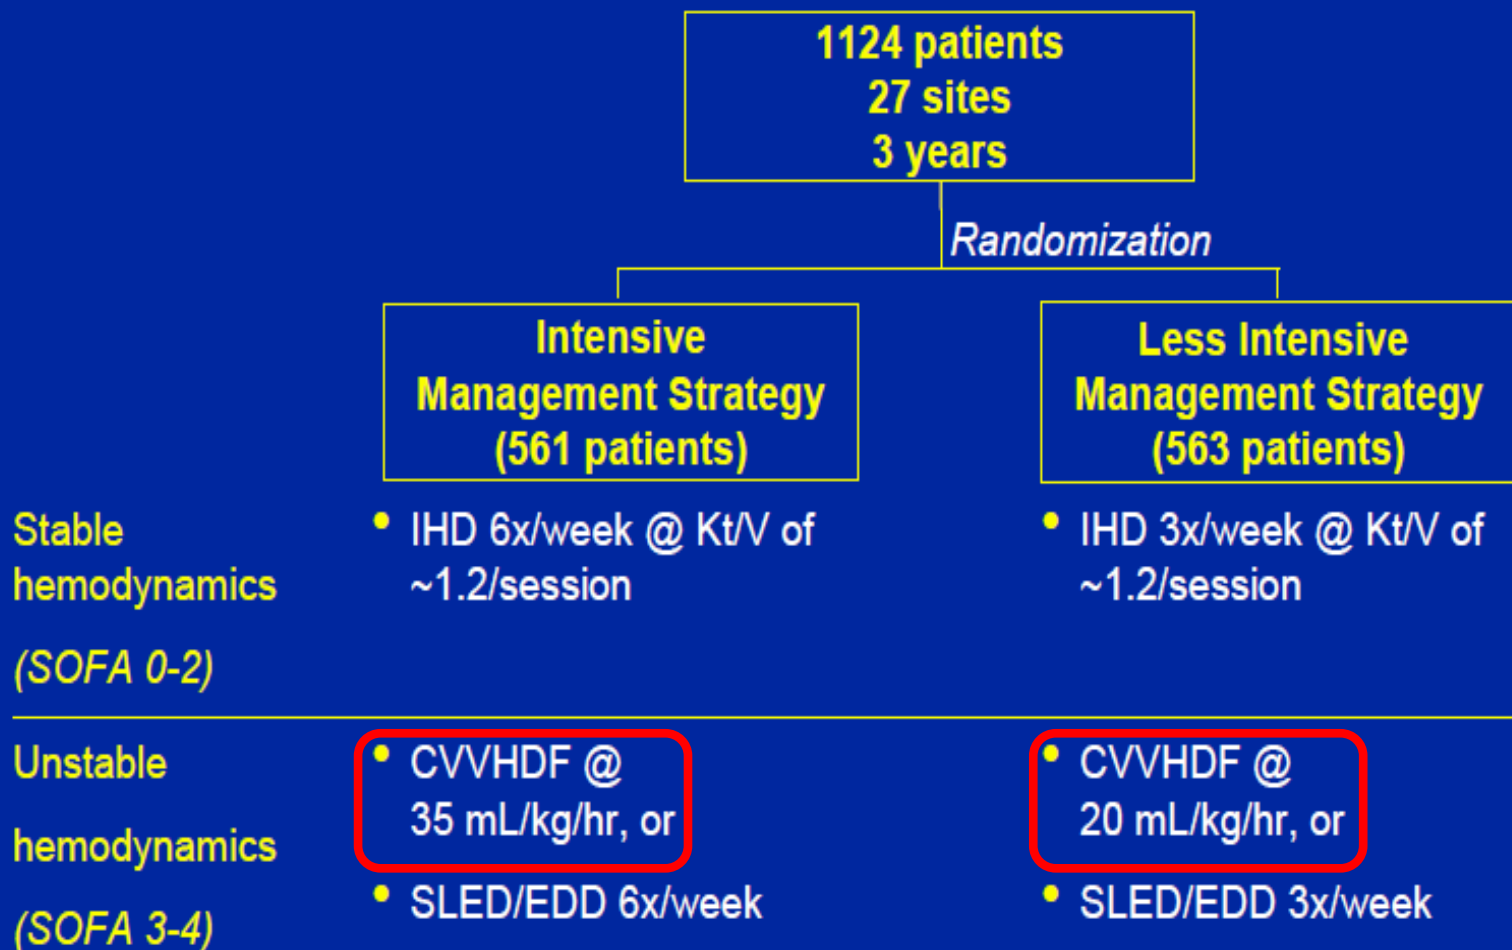 1124 patients
27 sites
3 years
Randomization
Intensive
Management Strategy
(561 patients)
Less Intensive
Management Strategy
(563 patients)
Stable
hemodynamics
(SOFA 0-2)
• IHD 6x/week @ Kt/V of
~1.2/session
• IHD 3x/week @ Kt/V of
~1.2/session
Unstable
hemodynamics
(SOFA 3-4)
• CVVHDF @
35 mL/kg/hr, or
• SLED/EDD 6x/week
• CVVHDF @
20 mL/kg/hr, or
• SLED/EDD 3x/week